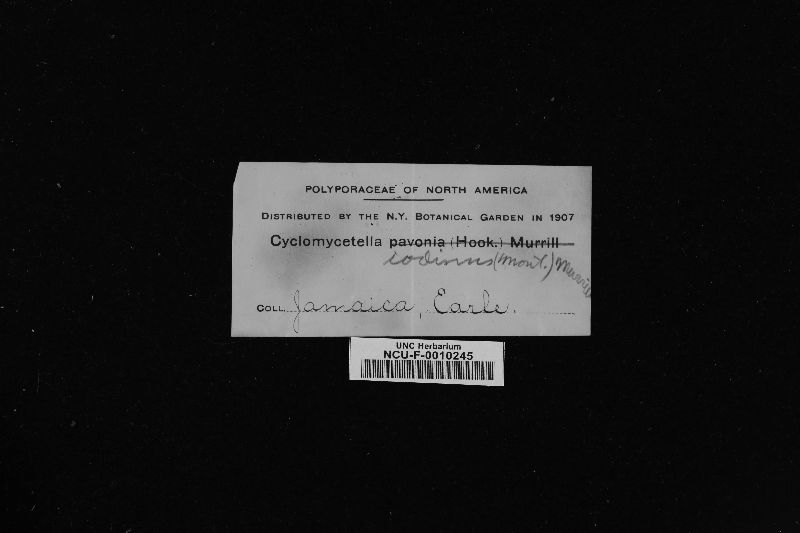 POLYPORACEAE OF NORTH AMERICA
DISTRIBUTED BY THE N.Y. BOTANICAL GARDEN IN 1907
Cyclomycetella pavonia (Hook.) Murrill
iodinus (Mont.) Murrill
COLL. Jamaica, Earle.
UNC Herbarium
NCU-F-0010245